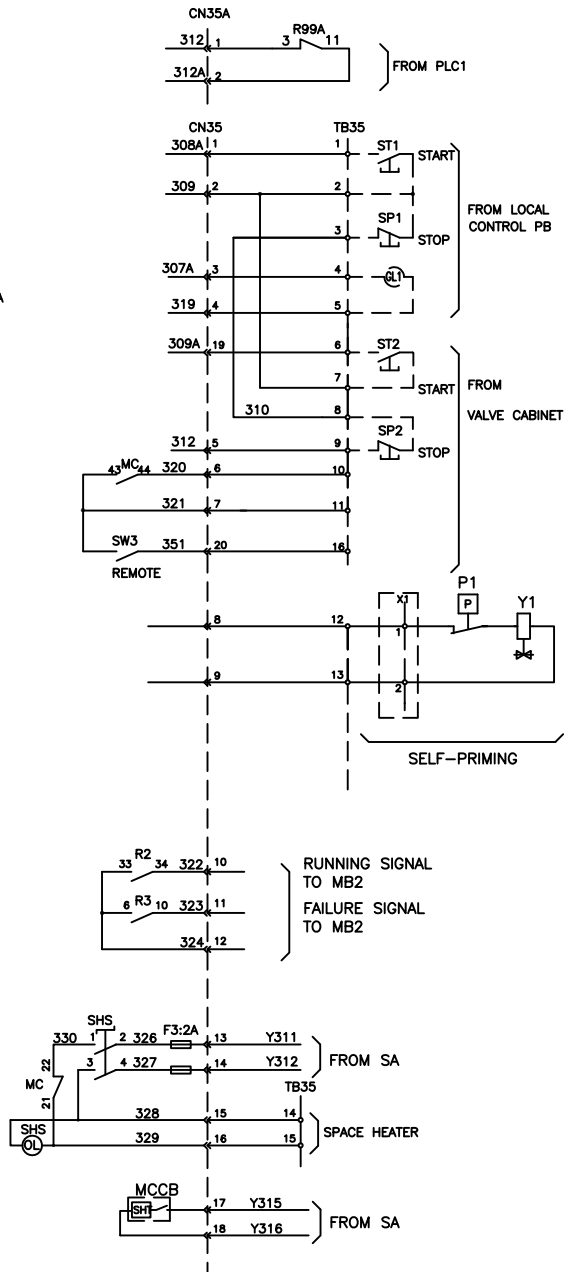 CN35A
312 1 3 R99A 11
312A 2
FROM PLC1
CN35 TB35
308A 1 1 ST1 START
309 2 2
3 SP1 STOP
FROM LOCAL
CONTROL PB
307A 3 4 GL1
A
319 4 5
309A 19 6 ST2
7 START
FROM
VALVE CABINET
310 8
312 5 9 SP2 STOP
43 MC 44 320 6 10
321 7 11
SW3 351 20 16
REMOTE
P1
P
Y1
X1
8 12 1
9 13 2
SELF-PRIMING
33 R2 34 322 10
RUNNING SIGNAL
TO MB2
6 R3 10 323 11
FAILURE SIGNAL
TO MB2
324 12
SHS
330 1 2 326 F3:2A 13 Y311
22 3 4 327 14 Y312
FROM SA
MC
21
TB35
328 15 14
SHS
OL
329 16 15
SPACE HEATER
MCCB
SHT
17 Y315
18 Y316
FROM SA